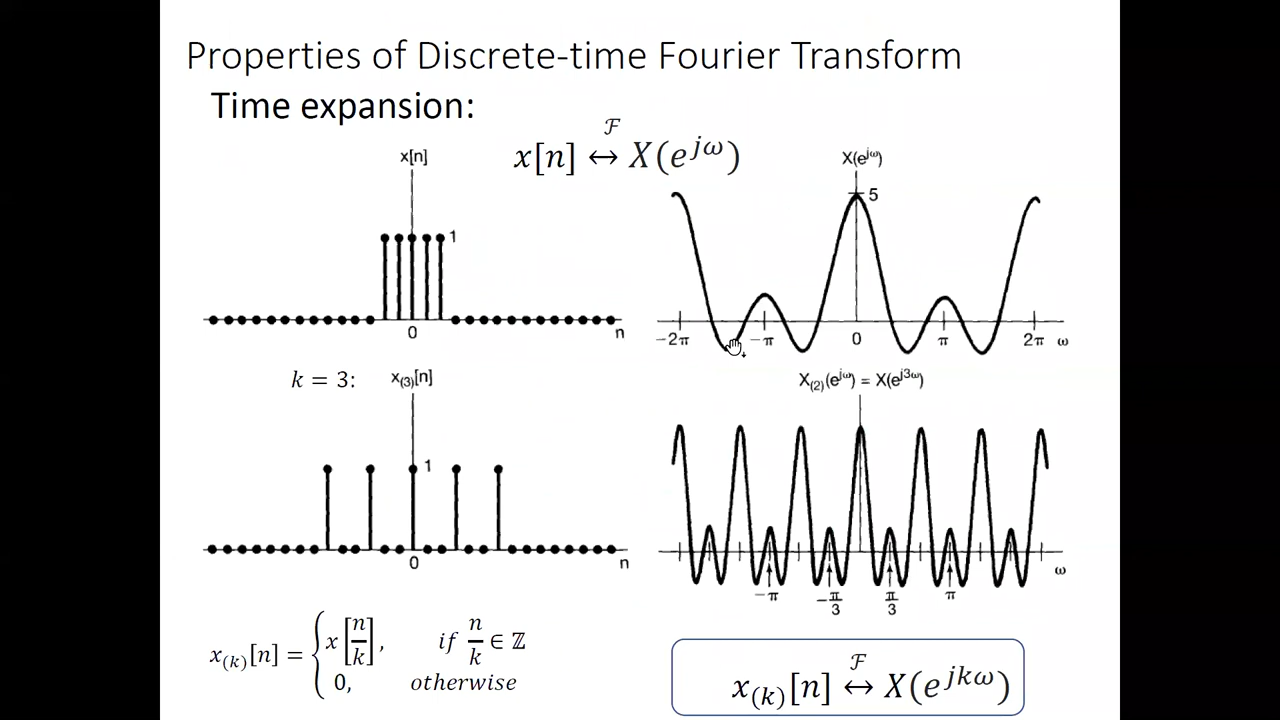 Properties of Discrete-time Fourier Transform
Time expansion:
x[n] ℱ↔ X(e^{jω})
x[n]
1
0
n
X(e^{jω})
5
−2π −π 0 π 2π ω
k = 3:
x₍₃₎[n]
1
0
n
X₍₂₎(e^{jω}) = X(e^{j3ω})
−π −π/3 π/3 π ω
x₍ₖ₎[n] = { x[n/k], if n/k ∈ ℤ
0, otherwise
x₍ₖ₎[n] ℱ↔ X(e^{jkω})